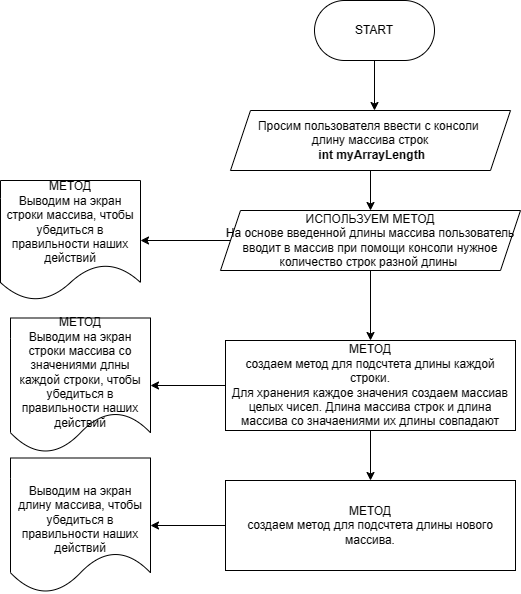 START
Просим пользователя ввести с консоли
длину массива строк
int myArrayLength
МЕТОД
Выводим на экран
строки массива, чтобы
убедиться в
правильности наших
действий
ИСПОЛЬЗУЕМ МЕТОД
На основе введенной длины массива пользователь
вводит в массив при помощи консоли нужное
количество строк разной длины
МЕТОД
Выводим на экран
строки массива со
значениями длны
каждой строки, чтобы
убедиться в
правильности наших
действий
МЕТОД
создаем метод для подсчтета длины каждой
строки.
Для хранения каждое значения создаем массиав
целых чисел. Длина массива строк и длина
массива со значаениями их длины совпадают
Выводим на экран
длину массива, чтобы
убедиться в
правильности наших
действий
МЕТОД
создаем метод для подсчтета длины нового
массива.